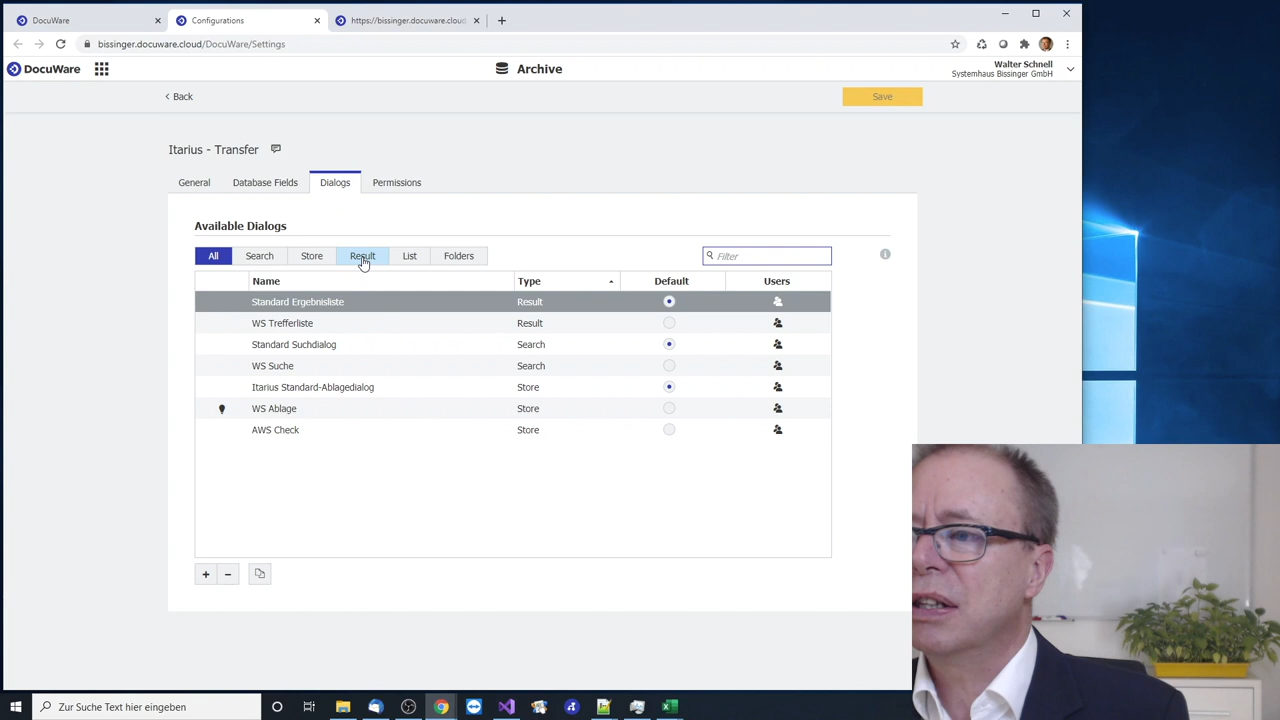 DocuWare
Configurations
https://bissinger.docuware.cloud
bissinger.docuware.cloud/DocuWare/Settings
DocuWare
Archive
Walter Schnell
Systemhaus Bissinger GmbH
Back
Save
Itarius - Transfer
General
Database Fields
Dialogs
Permissions
Available Dialogs
All
Search
Store
Result
List
Folders
Filter
Name
Type
Default
Users
Standard Ergebnisliste
Result
WS Trefferliste
Result
Standard Suchdialog
Search
WS Suche
Search
Itarius Standard-Ablagedialog
Store
WS Ablage
Store
AWS Check
Store
Zur Suche Text hier eingeben